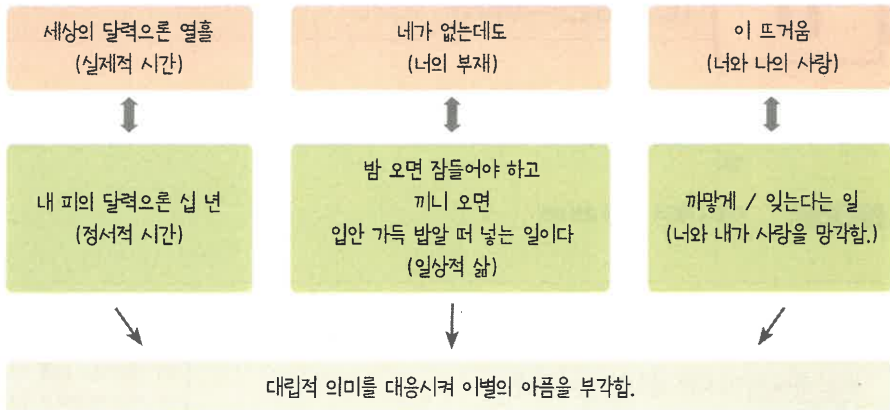 세상의 달력으론 열흘
(실제적 시간)
네가 없는데도
(너의 부재)
이 뜨거움
(너와 나의 사랑)
내 피의 달력으론 십 년
(정서적 시간)
밤 오면 잠들어야 하고
끼니 오면
입안 가득 밥알 떠 넣는 일이다
(일상적 삶)
까맣게 / 잊는다는 일
(너와 내가 사랑을 망각함.)
대립적 의미를 대응시켜 이별의 아픔을 부각함.